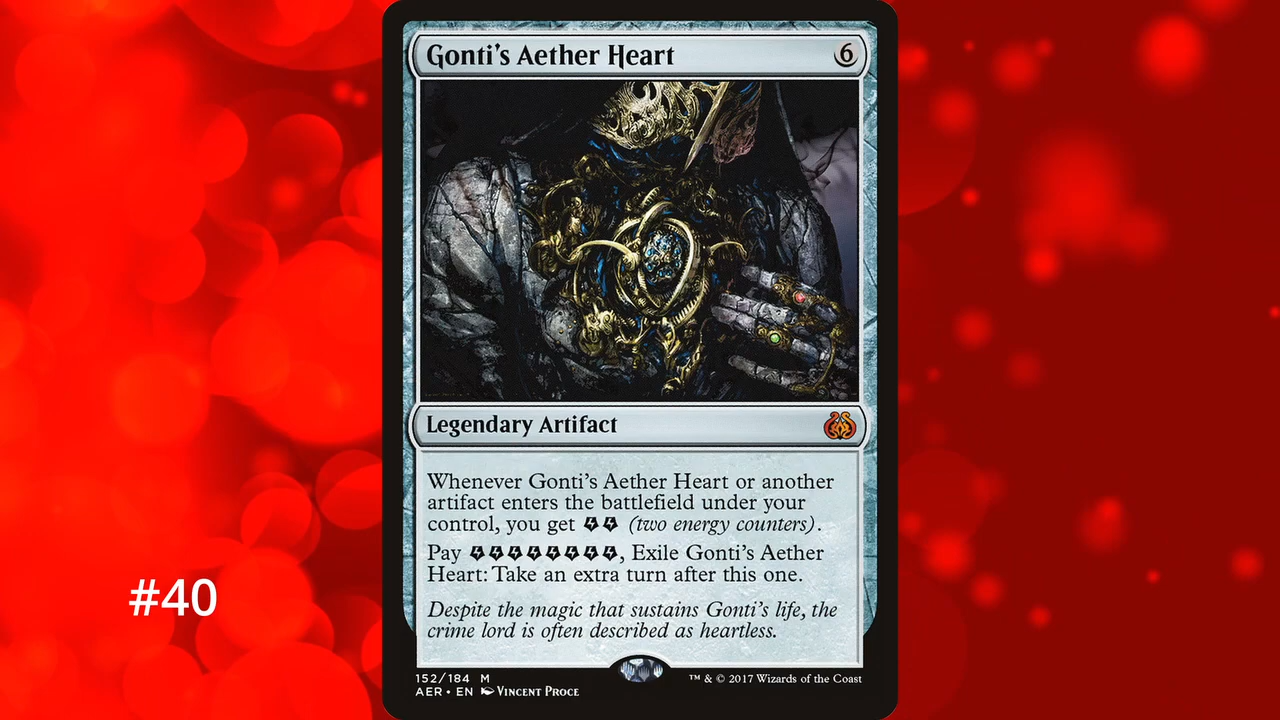 Gonti's Aether Heart 6
Legendary Artifact
Whenever Gonti's Aether Heart or another
artifact enters the battlefield under your
control, you get (two energy counters).
Pay , Exile Gonti's Aether
Heart: Take an extra turn after this one.
Despite the magic that sustains Gonti's life, the
crime lord is often described as heartless.
#40
152/184 M
AER • EN Vincent Proce
™ & © 2017 Wizards of the Coast